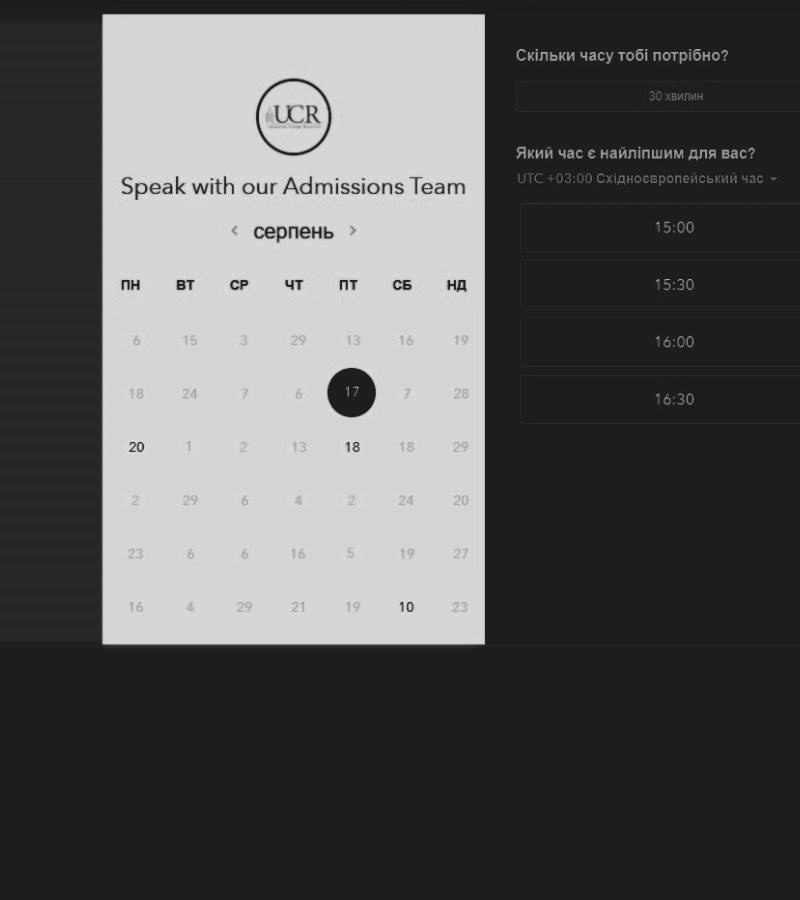 UCR
Speak with our Admissions Team
< серпень >
ПН ВТ СР ЧТ ПТ СБ НД
6 15 3 29 13 16 19
18 24 7 6 17 7 28
20 1 2 13 18 18 29
2 29 6 4 2 24 20
23 6 6 16 5 19 27
16 4 29 21 19 10 23
Скільки часу тобі потрібно?
30 хвилин
Який час є найліпшим для вас?
UTC +03:00 Східноєвропейський час
15:00
15:30
16:00
16:30